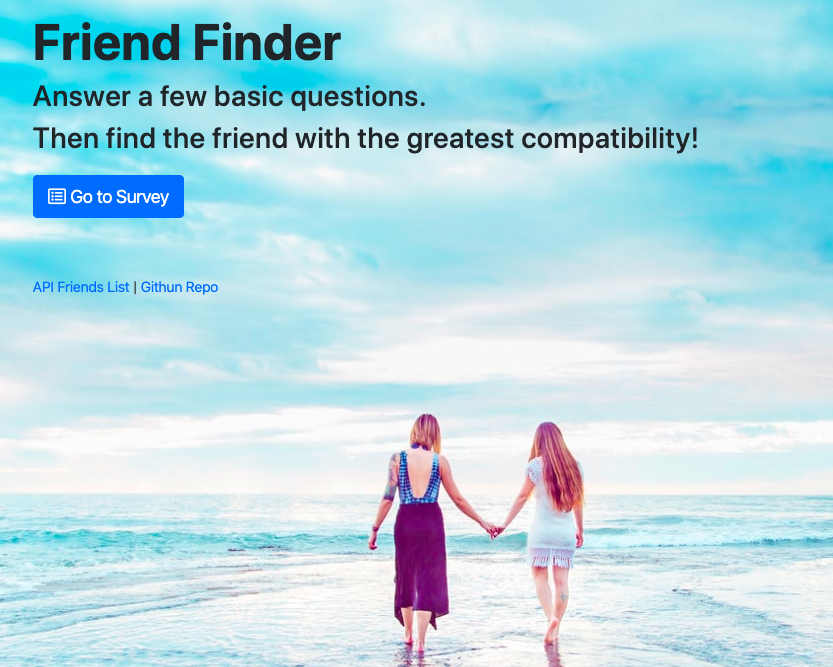 Friend Finder
Answer a few basic questions.
Then find the friend with the greatest compatibility!
Go to Survey
API Friends List | Githun Repo